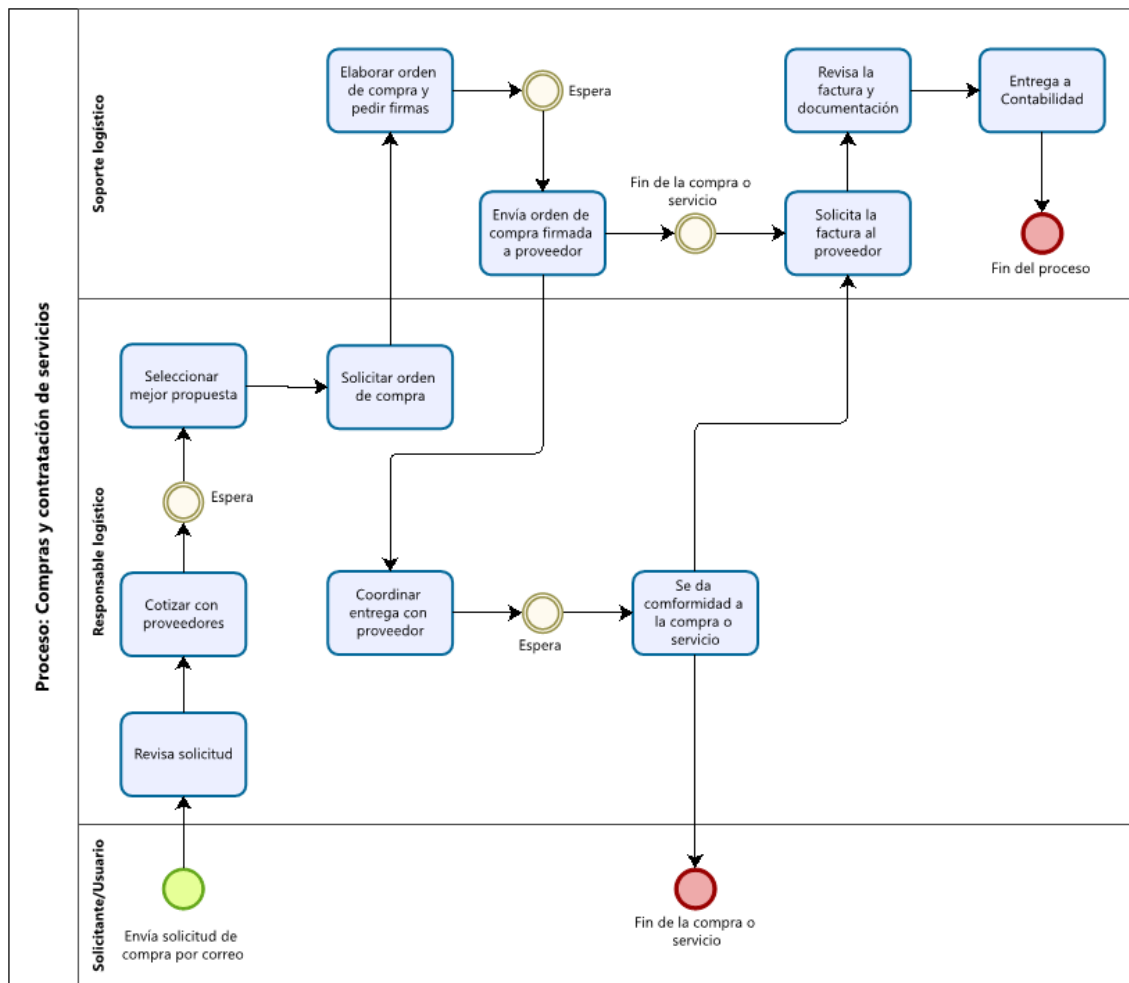 Proceso: Compras y contratación de servicios
Soporte logístico
Elaborar orden
de compra y
pedir firmas
Espera
Envía orden de
compra firmada
a proveedor
Fin de la compra o
servicio
Solicita la
factura al
proveedor
Revisa la
factura y
documentación
Entrega a
Contabilidad
Fin del proceso
Responsable logístico
Seleccionar
mejor propuesta
Solicitar orden
de compra
Espera
Cotizar con
proveedores
Revisa solicitud
Coordinar
entrega con
proveedor
Espera
Se da
comformidad a
la compra o
servicio
Solicitante/Usuario
Envía solicitud de
compra por correo
Fin de la compra o
servicio